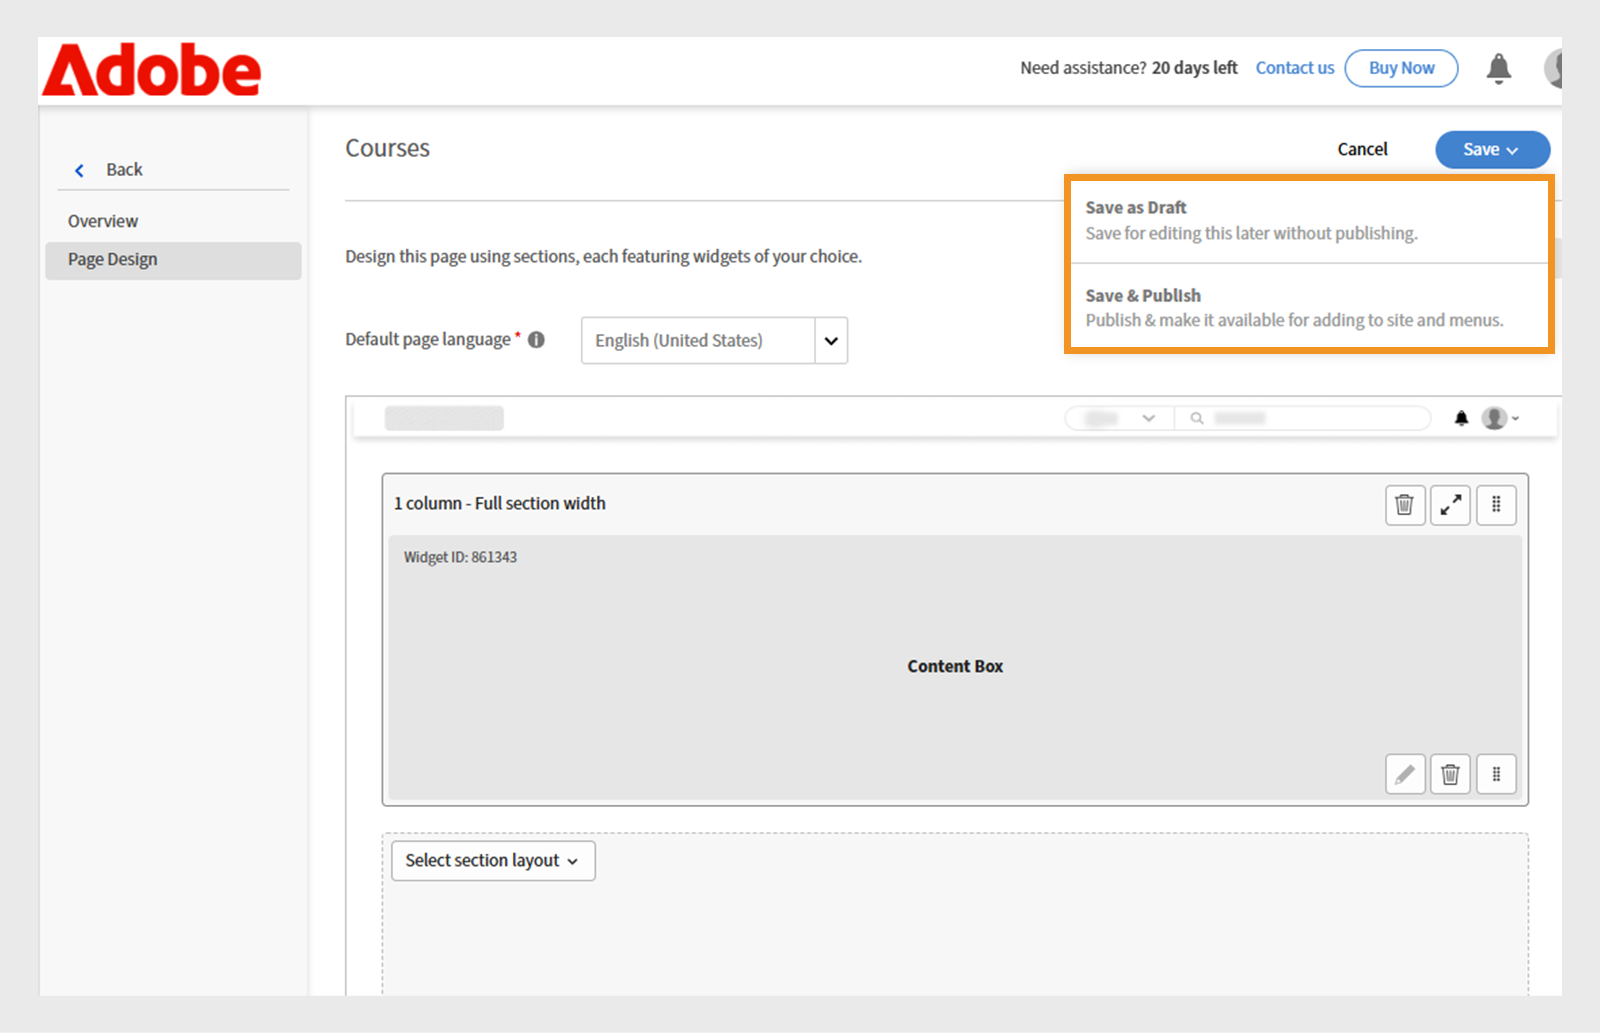 Adobe
Need assistance? 20 days left Contact us Buy Now
Back
Overview
Page Design
Courses
Cancel
Save
Save as Draft
Save for editing this later without publishing.
Save & Publish
Publish & make it available for adding to site and menus.
Design this page using sections, each featuring widgets of your choice.
Default page language * English (United States)
1 column - Full section width
Widget ID: 861343
Content Box
Select section layout